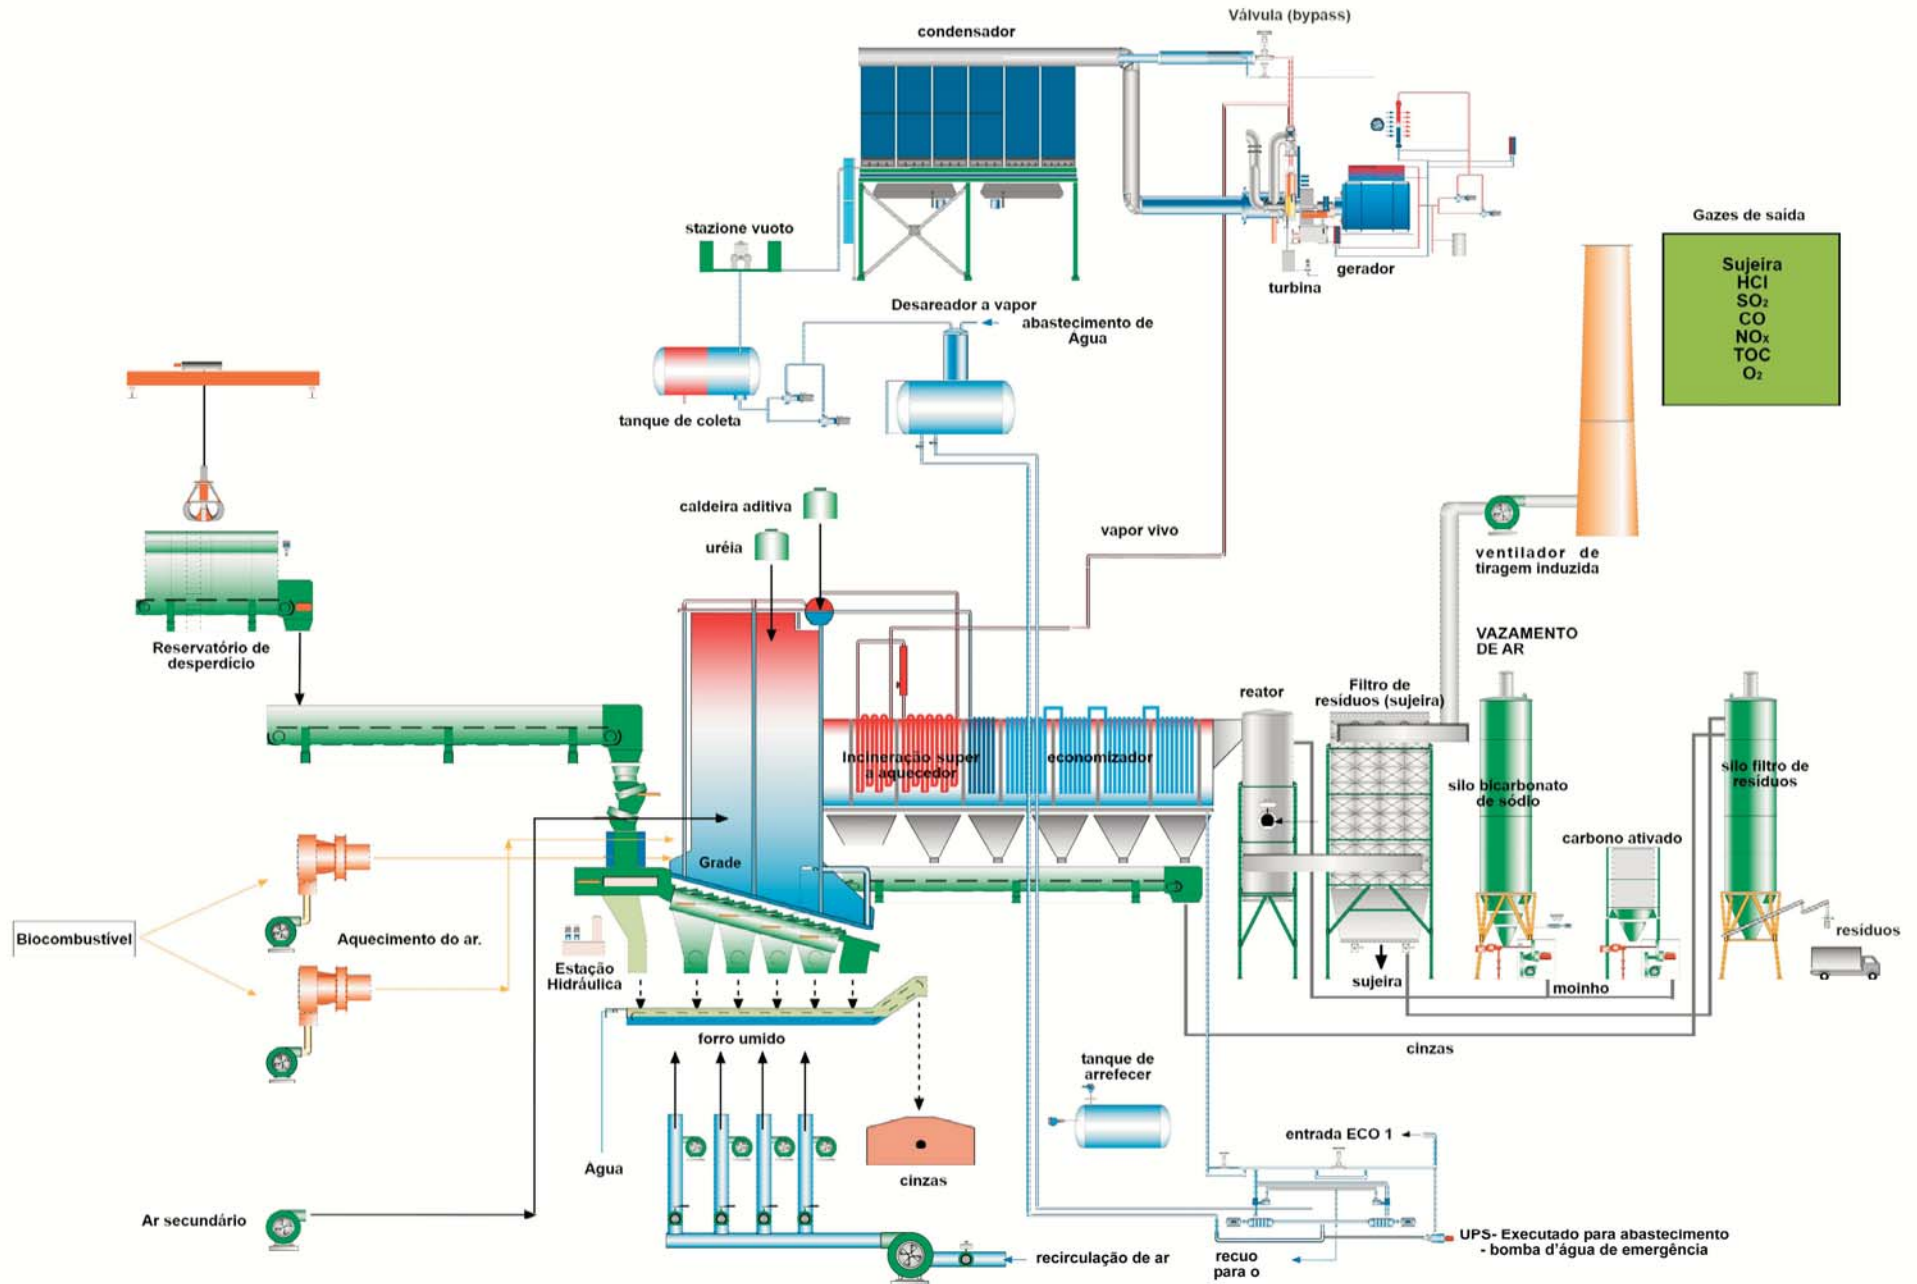 Válvula (bypass)
condensador
stazione vuoto
gerador
turbina
Gazes de saída
Sujeira
HCl
SO₂
CO
NOx
TOC
O₂
Desareador a vapor
abastecimento de
Água
tanque de coleta
caldeira aditiva
uréia
vapor vivo
ventilador de
tiragem induzida
Reservatório de
desperdício
VAZAMENTO
DE AR
reator
Filtro de
resíduos (sujeira)
Incineração super
a aquecedor
economizador
silo bicarbonato
de sódio
silo filtro de
resíduos
carbono ativado
Grade
Biocombustível
Aquecimento do ar.
Estação
Hidráulica
resíduos
sujeira
moinho
forro umido
cinzas
tanque de
arrefecer
Agua
cinzas
entrada ECO 1
Ar secundário
recirculação de ar
recuo
para o
UPS- Executado para abastecimento
- bomba d'água de emergência